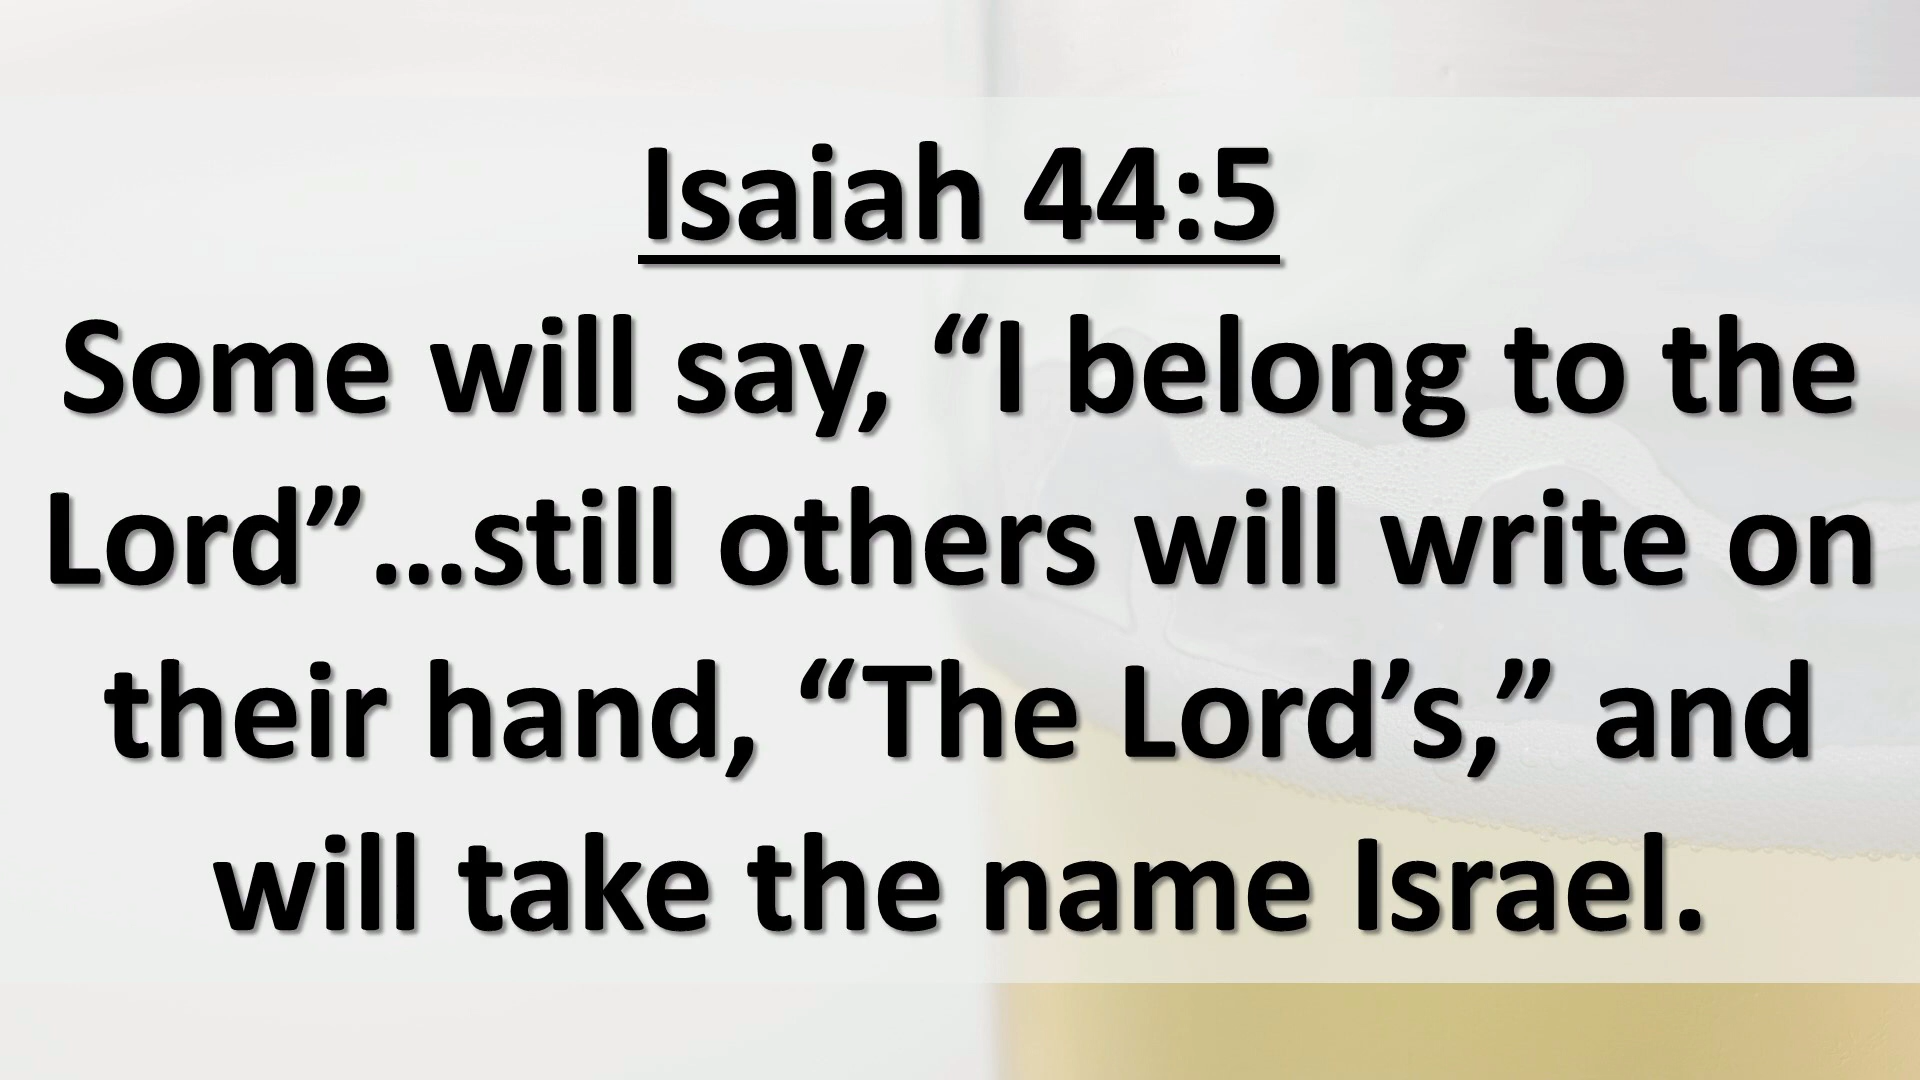 Isaiah 44:5
Some will say, “I belong to the
Lord”…still others will write on
their hand, “The Lord’s,” and
will take the name Israel.